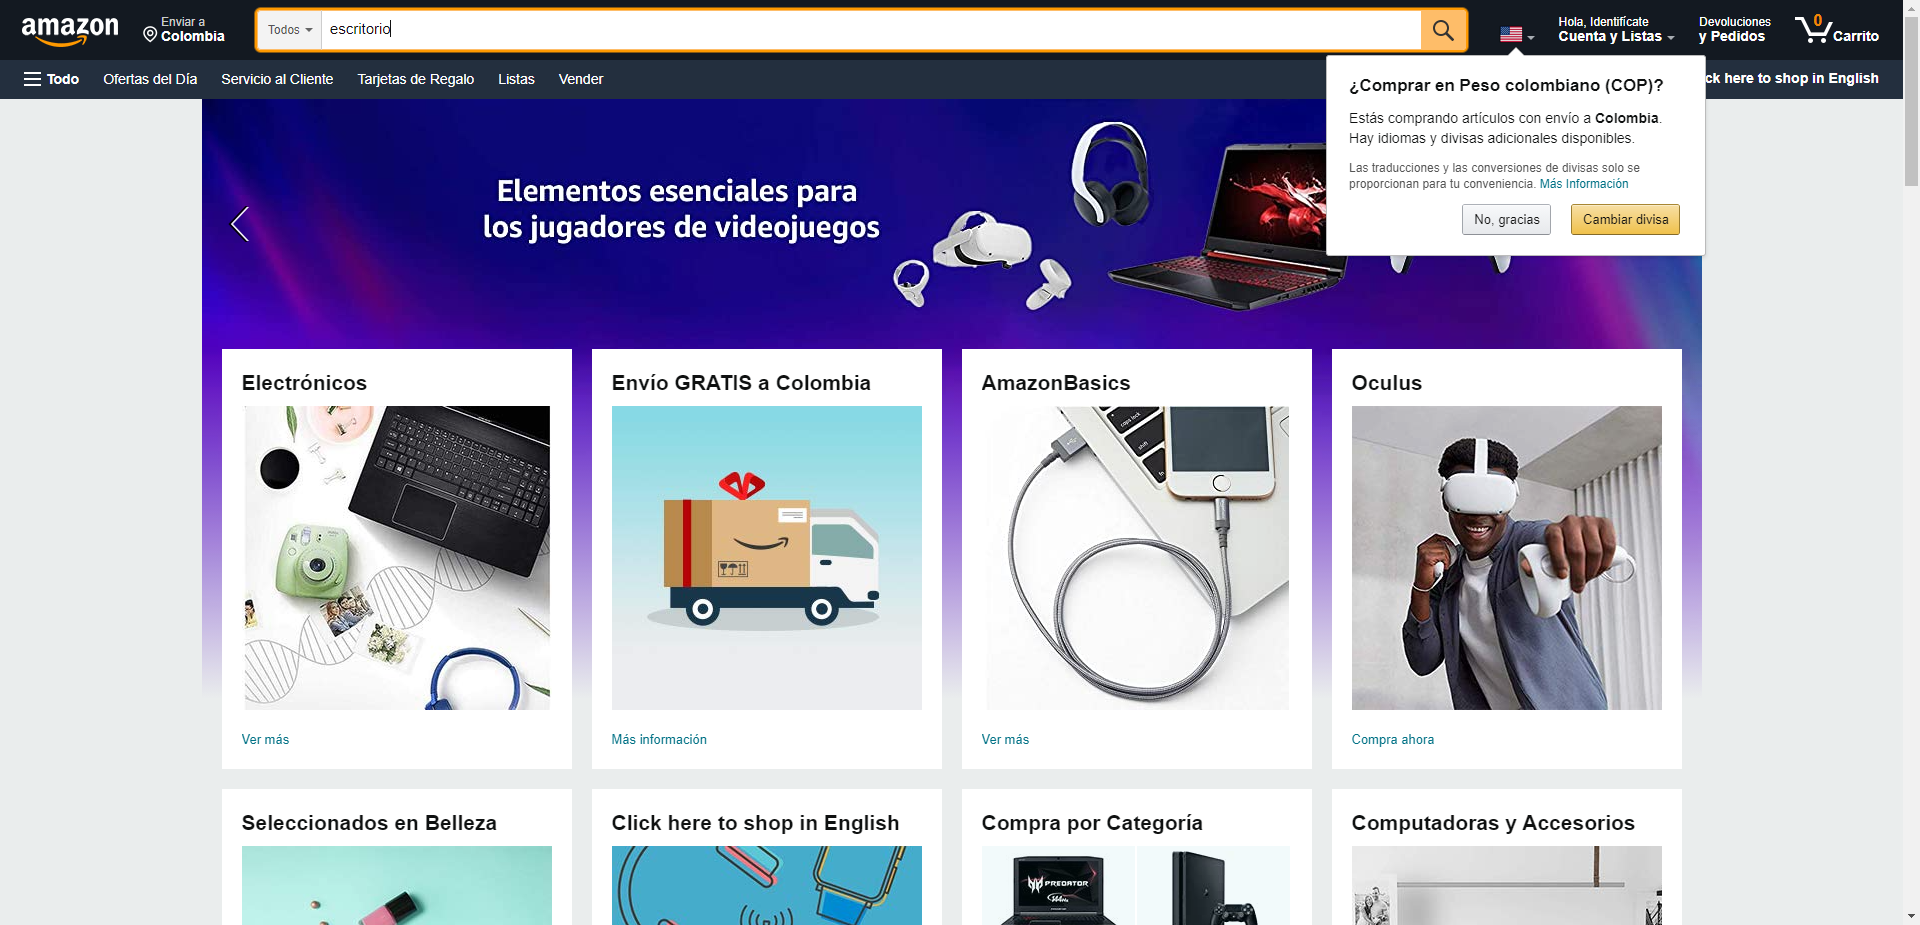 amazon
Enviar a
Colombia
Todos
escritorio
Hola, Identifícate
Cuenta y Listas
Devoluciones
y Pedidos
0
Carrito
Todo
Ofertas del Día
Servicio al Cliente
Tarjetas de Regalo
Listas
Vender
ck here to shop in English
¿Comprar en Peso colombiano (COP)?
Estás comprando artículos con envío a Colombia.
Hay idiomas y divisas adicionales disponibles.
Las traducciones y las conversiones de divisas solo se
proporcionan para tu conveniencia. Más Información
No, gracias
Cambiar divisa
Elementos esenciales para
los jugadores de videojuegos
Electrónicos
Envío GRATIS a Colombia
AmazonBasics
Oculus
caps lock
shift
fn
Ver más
Más información
Ver más
Compra ahora
Seleccionados en Belleza
Click here to shop in English
Compra por Categoría
Computadoras y Accesorios
PREDATOR